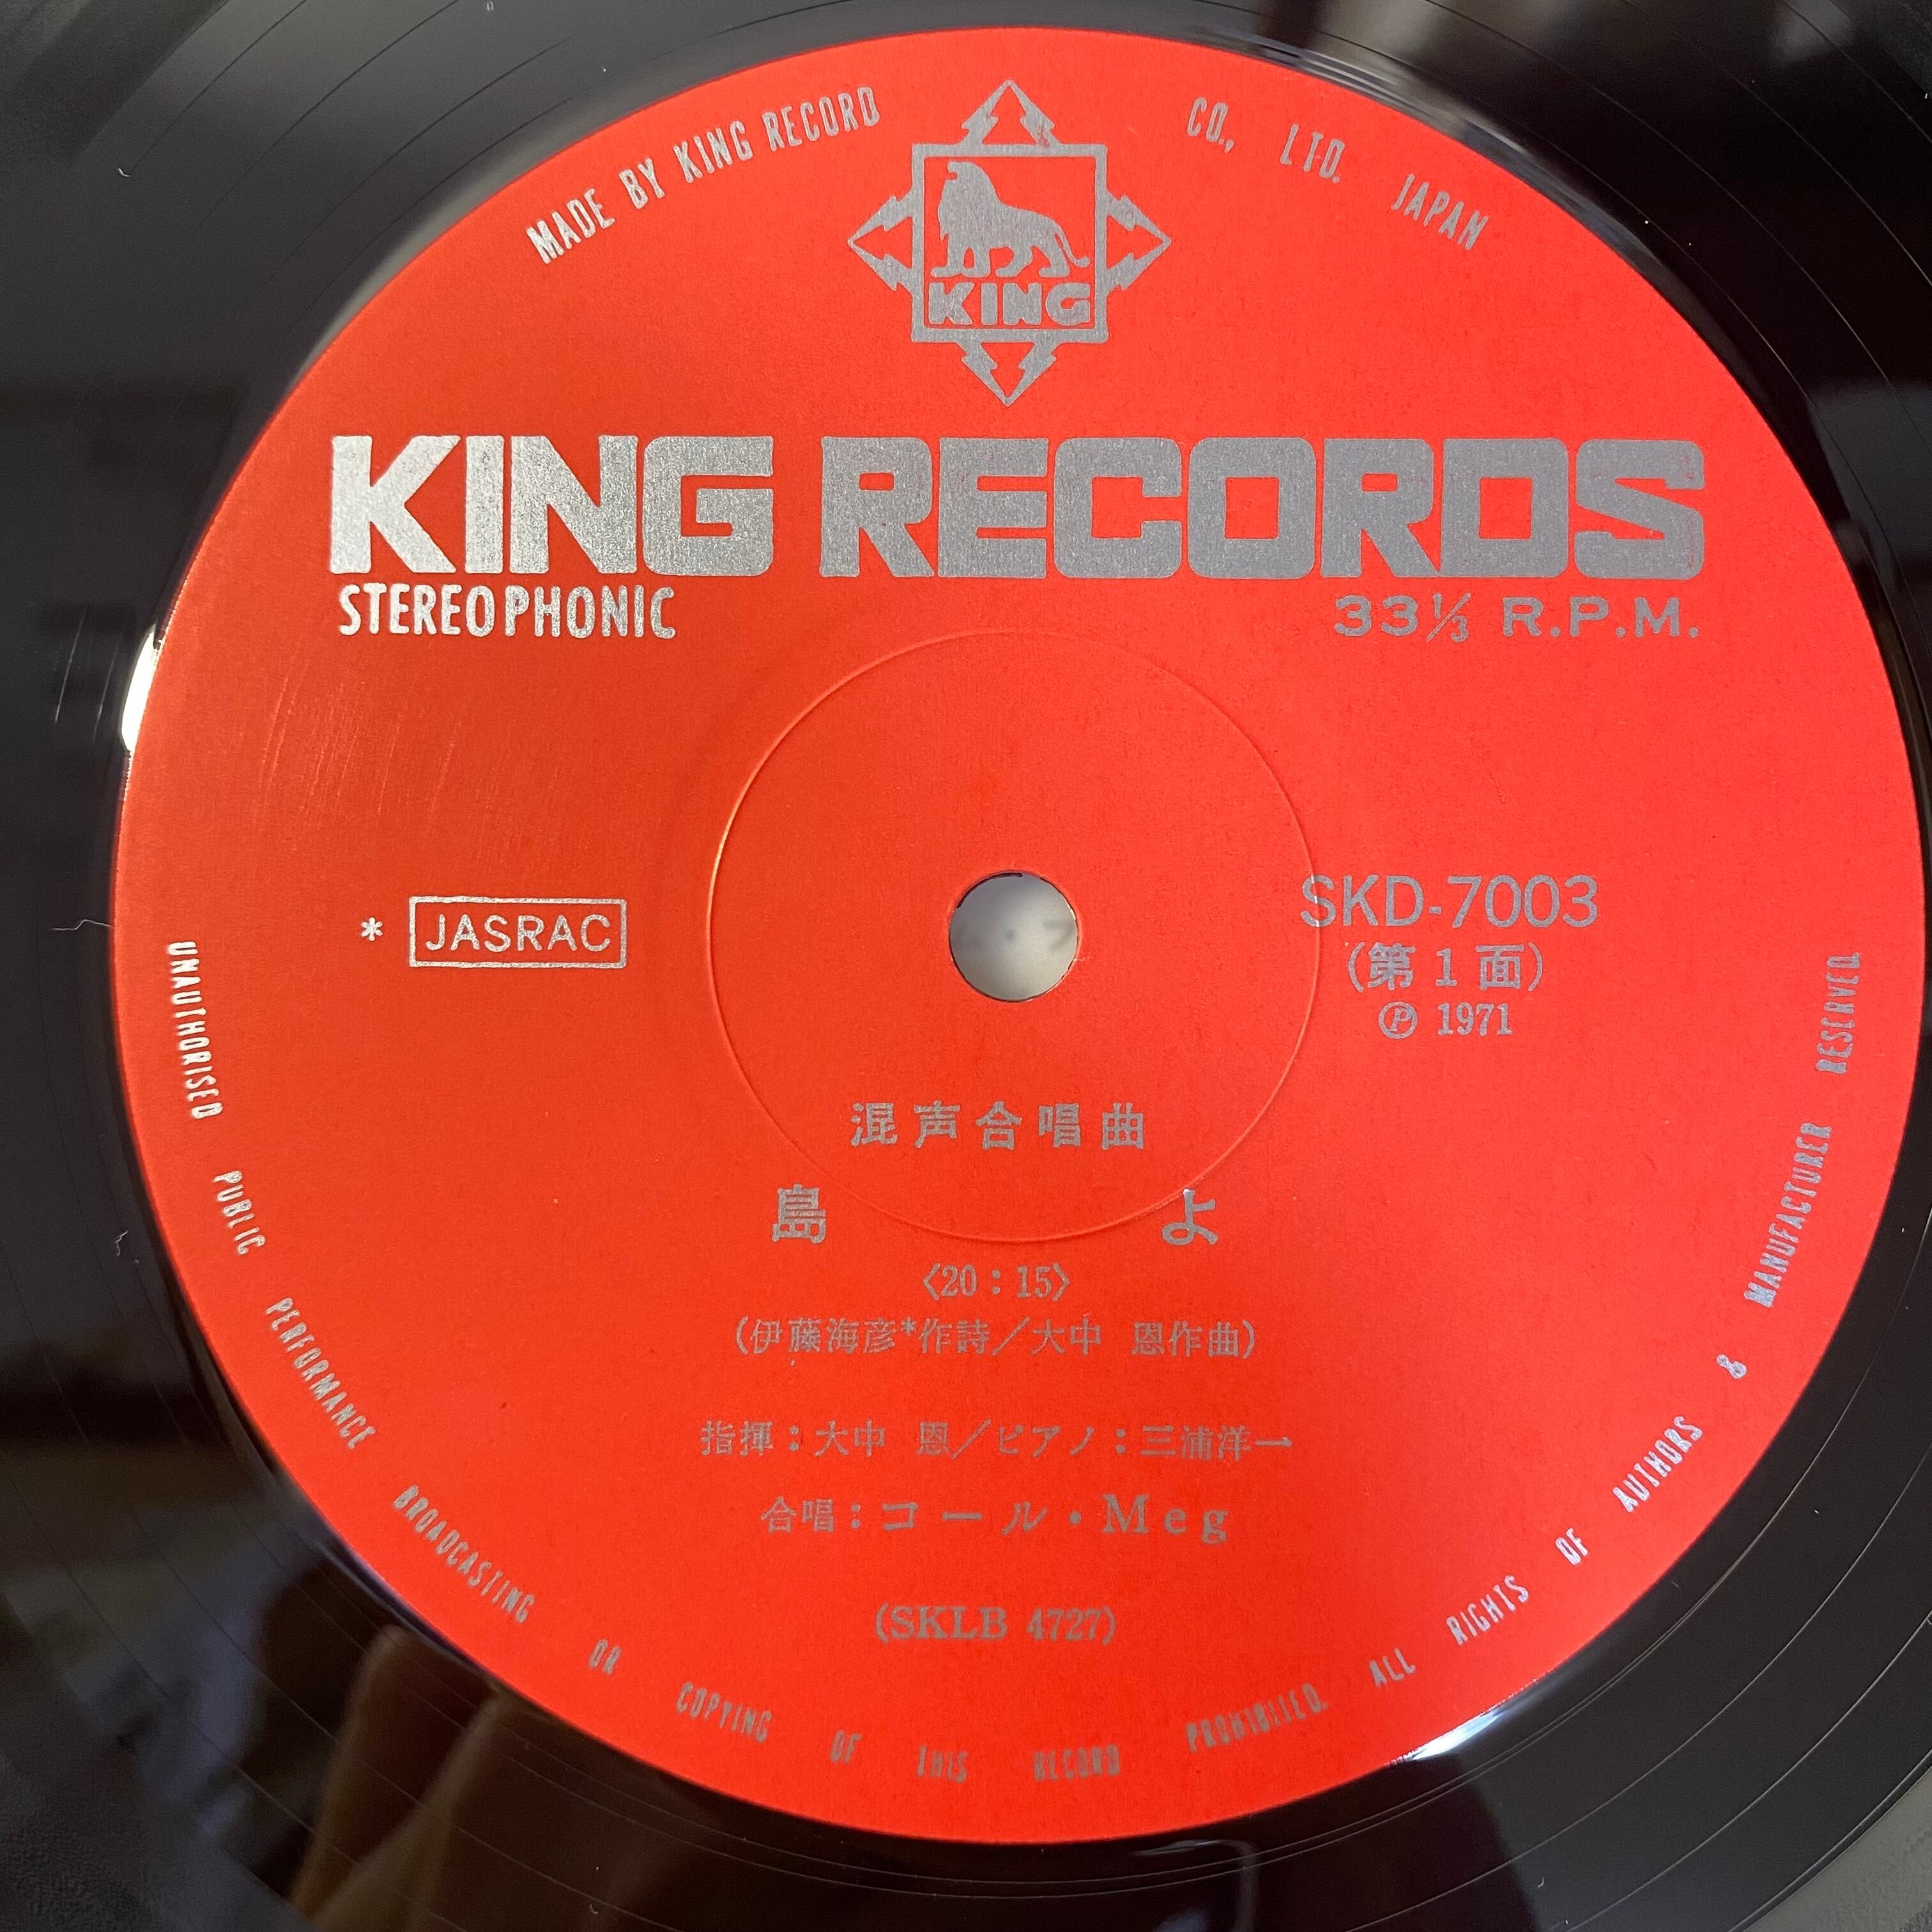 MADE BY KING RECORD CO., LTD. JAPAN
KING
KING RECORDS
STEREOPHONIC
33⅓ R.P.M.
* JASRAC
SKD-7003
(第1面)
Ⓟ 1971
混声合唱曲
島よ
〈20:15〉
(伊藤海彦*作詩/大中 恩作曲)
指揮:大中 恩/ピアノ:三浦洋一
合唱:コール・Meg
(SKLB 4727)
UNAUTHORISED PUBLIC PERFORMANCE BROADCASTING OR COPYING OF THIS RECORD PROHIBITED. ALL RIGHTS OF AUTHORS & MANUFACTURER RESERVED.